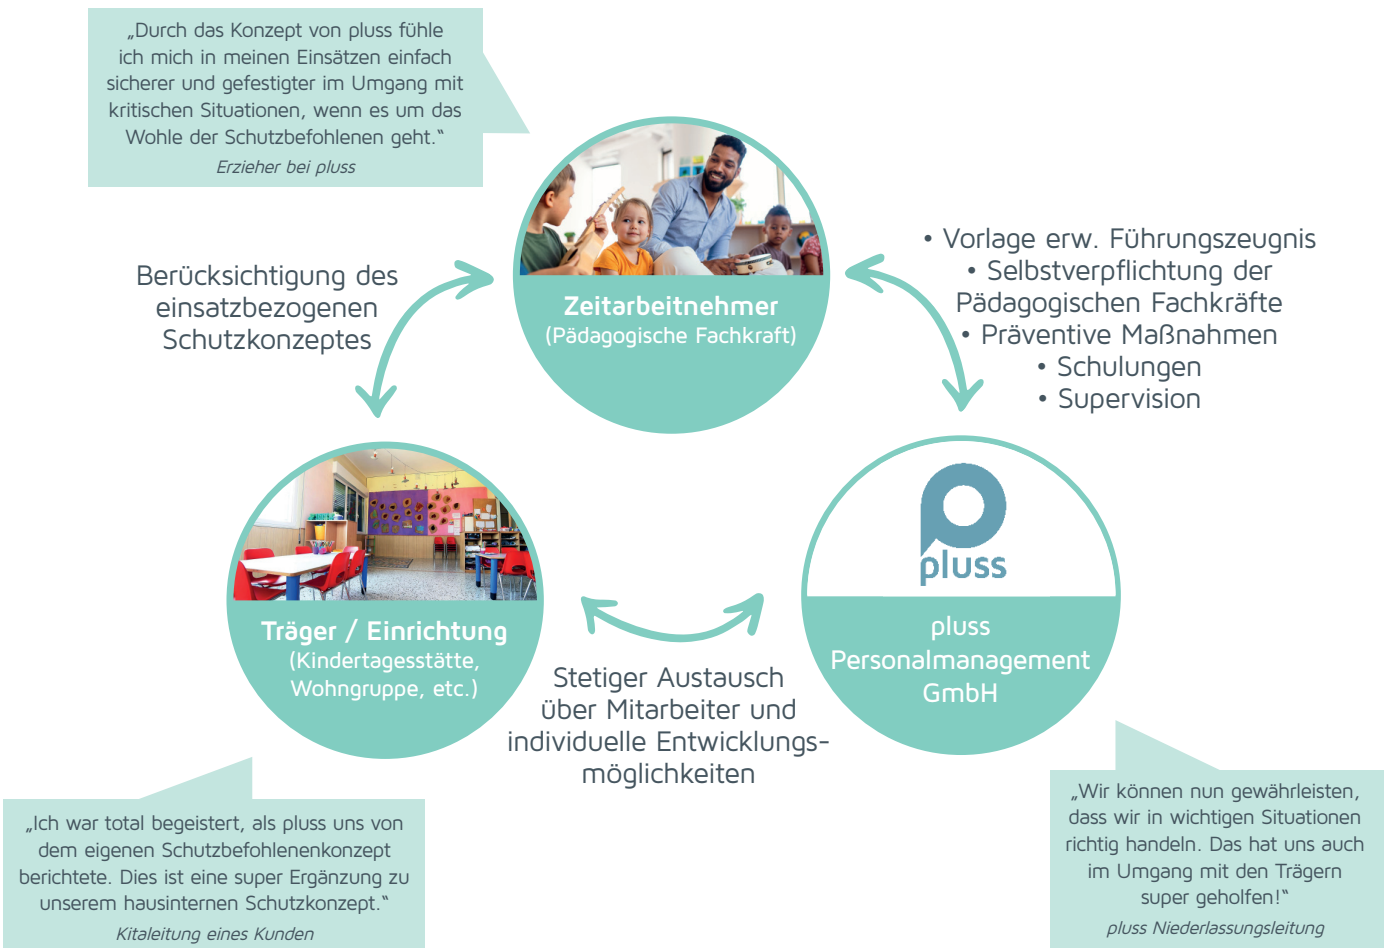 „Durch das Konzept von pluss fühle
ich mich in meinen Einsätzen einfach
sicherer und gefestigter im Umgang mit
kritischen Situationen, wenn es um das
Wohle der Schutzbefohlenen geht.“
Erzieher bei pluss
Berücksichtigung des
einsatzbezogenen
Schutzkonzeptes
Zeitarbeitnehmer
(Pädagogische Fachkraft)
• Vorlage erw. Führungszeugnis
• Selbstverpflichtung der
Pädagogischen Fachkräfte
• Präventive Maßnahmen
• Schulungen
• Supervision
Träger / Einrichtung
(Kindertagesstätte,
Wohngruppe, etc.)
Stetiger Austausch
über Mitarbeiter und
individuelle Entwicklungs-
möglichkeiten
pluss
pluss
Personalmanagement
GmbH
„Ich war total begeistert, als pluss uns von
dem eigenen Schutzbefohlenenkonzept
berichtete. Dies ist eine super Ergänzung zu
unserem hausinternen Schutzkonzept.“
Kitaleitung eines Kunden
„Wir können nun gewährleisten,
dass wir in wichtigen Situationen
richtig handeln. Das hat uns auch
im Umgang mit den Trägern
super geholfen!“
pluss Niederlassungsleitung